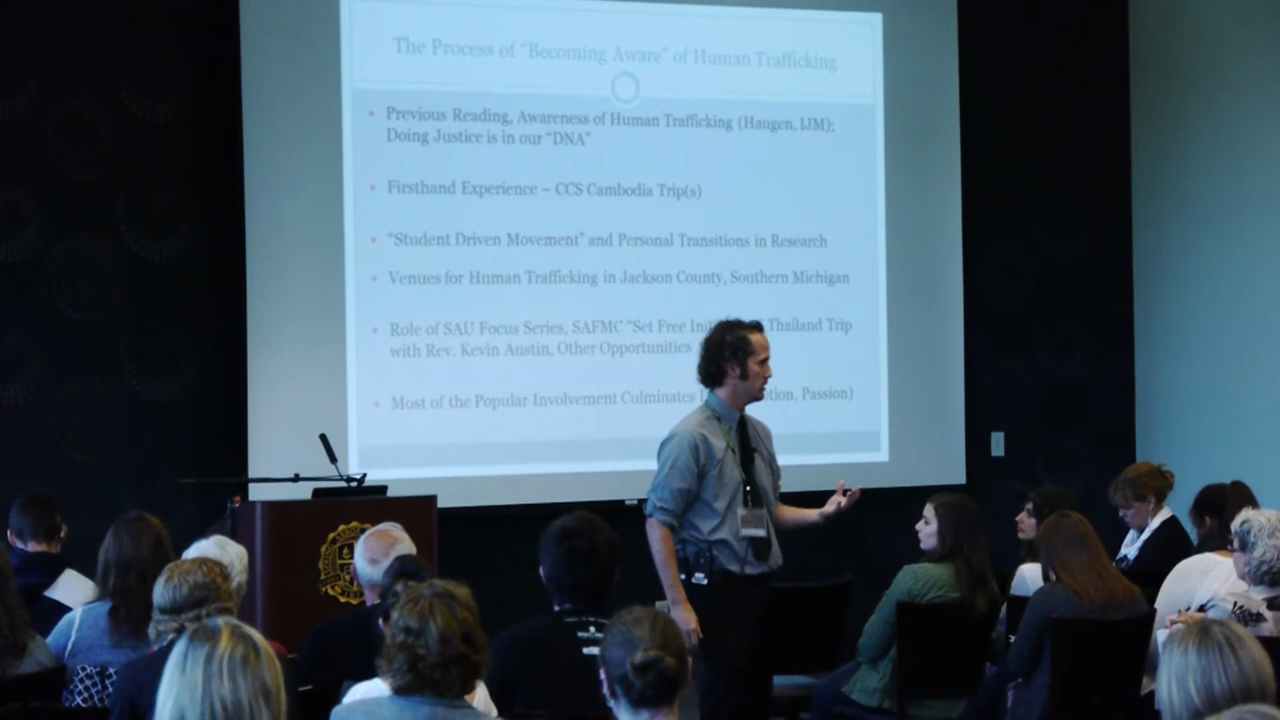 The Process of "Becoming Aware" of Human Trafficking
• Previous Reading, Awareness of Human Trafficking (Haugen, IJM);
Doing Justice is in our "DNA"
• Firsthand Experience – CCS Cambodia Trip(s)
• "Student Driven Movement" and Personal Transitions in Research
• Venues for Human Trafficking in Jackson County, Southern Michigan
• Role of SAU Focus Series, SAFMC "Set Free Thailand Trip
with Rev. Kevin Austin, Other Opportunities
• Most of the Popular Involvement Culminates Passion)